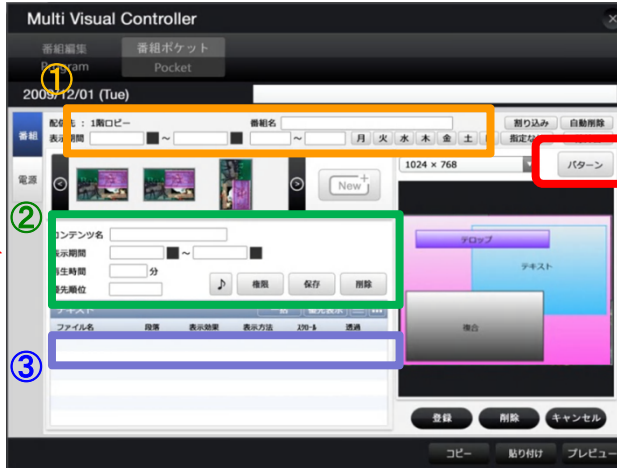 Multi Visual Controller
番組編集 番組ポケット
Program Pocket
①
2009/12/01 (Tue)
配信先 : 1階ロビー 番組名 割り込み 自動削除
番組 表示期間 ~ ~ 月 火 水 木 金 土 指定な
1024 × 768 パターン
電源
New +
②
コンテンツ名
表示期間 ~
再生時間 分
優先順位 権限 保存 削除
テロップ
テキスト
複合
テキスト
ファイル名 段落 表示効果 表示方法 スクロール 透過
③
登録 削除 キャンセル
コピー 貼り付け プレビュー